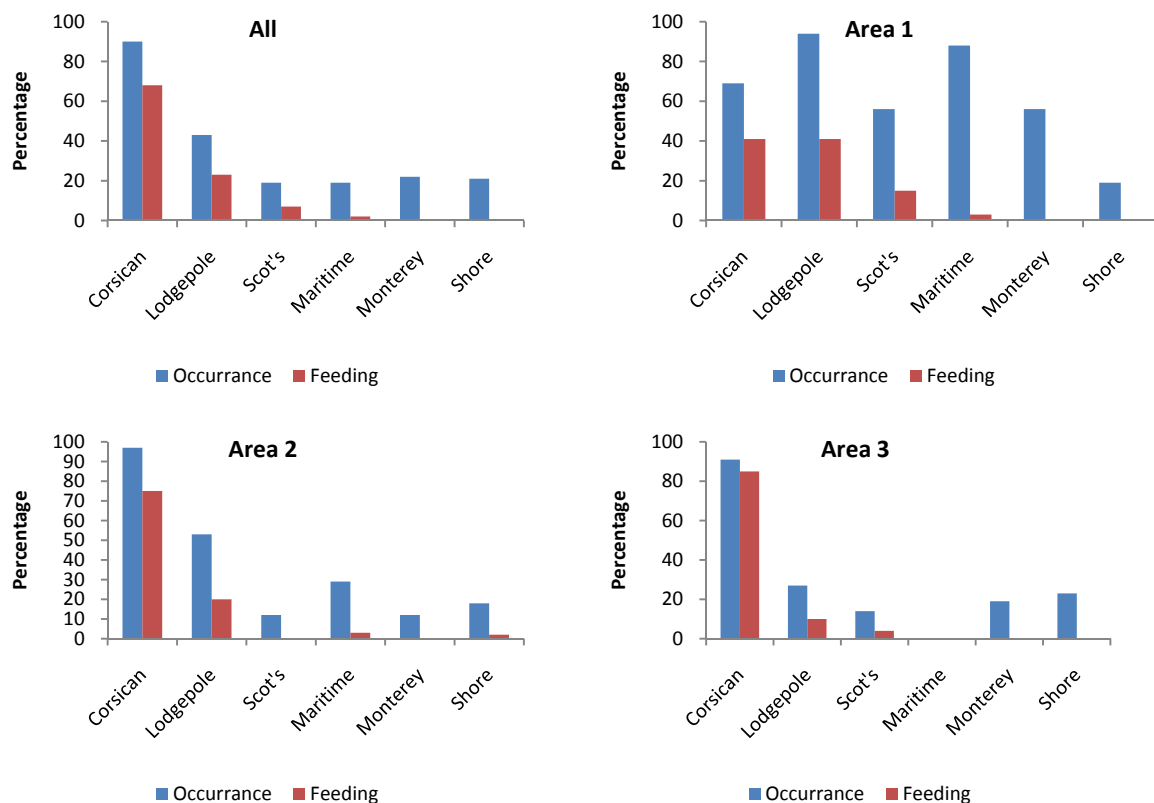 All
Percentage
100
80
60
40
20
0
Corsican
Lodgepole
Scot's
Maritime
Monterey
Shore
Occurrance Feeding
Area 1
Percentage
100
80
60
40
20
0
Corsican
Lodgepole
Scot's
Maritime
Monterey
Shore
Occurrance Feeding
Area 2
Percentage
100
90
80
70
60
50
40
30
20
10
0
Corsican
Lodgepole
Scot's
Maritime
Monterey
Shore
Occurrance Feeding
Area 3
Percentage
100
80
60
40
20
0
Corsican
Lodgepole
Scot's
Maritime
Monterey
Shore
Occurrance Feeding